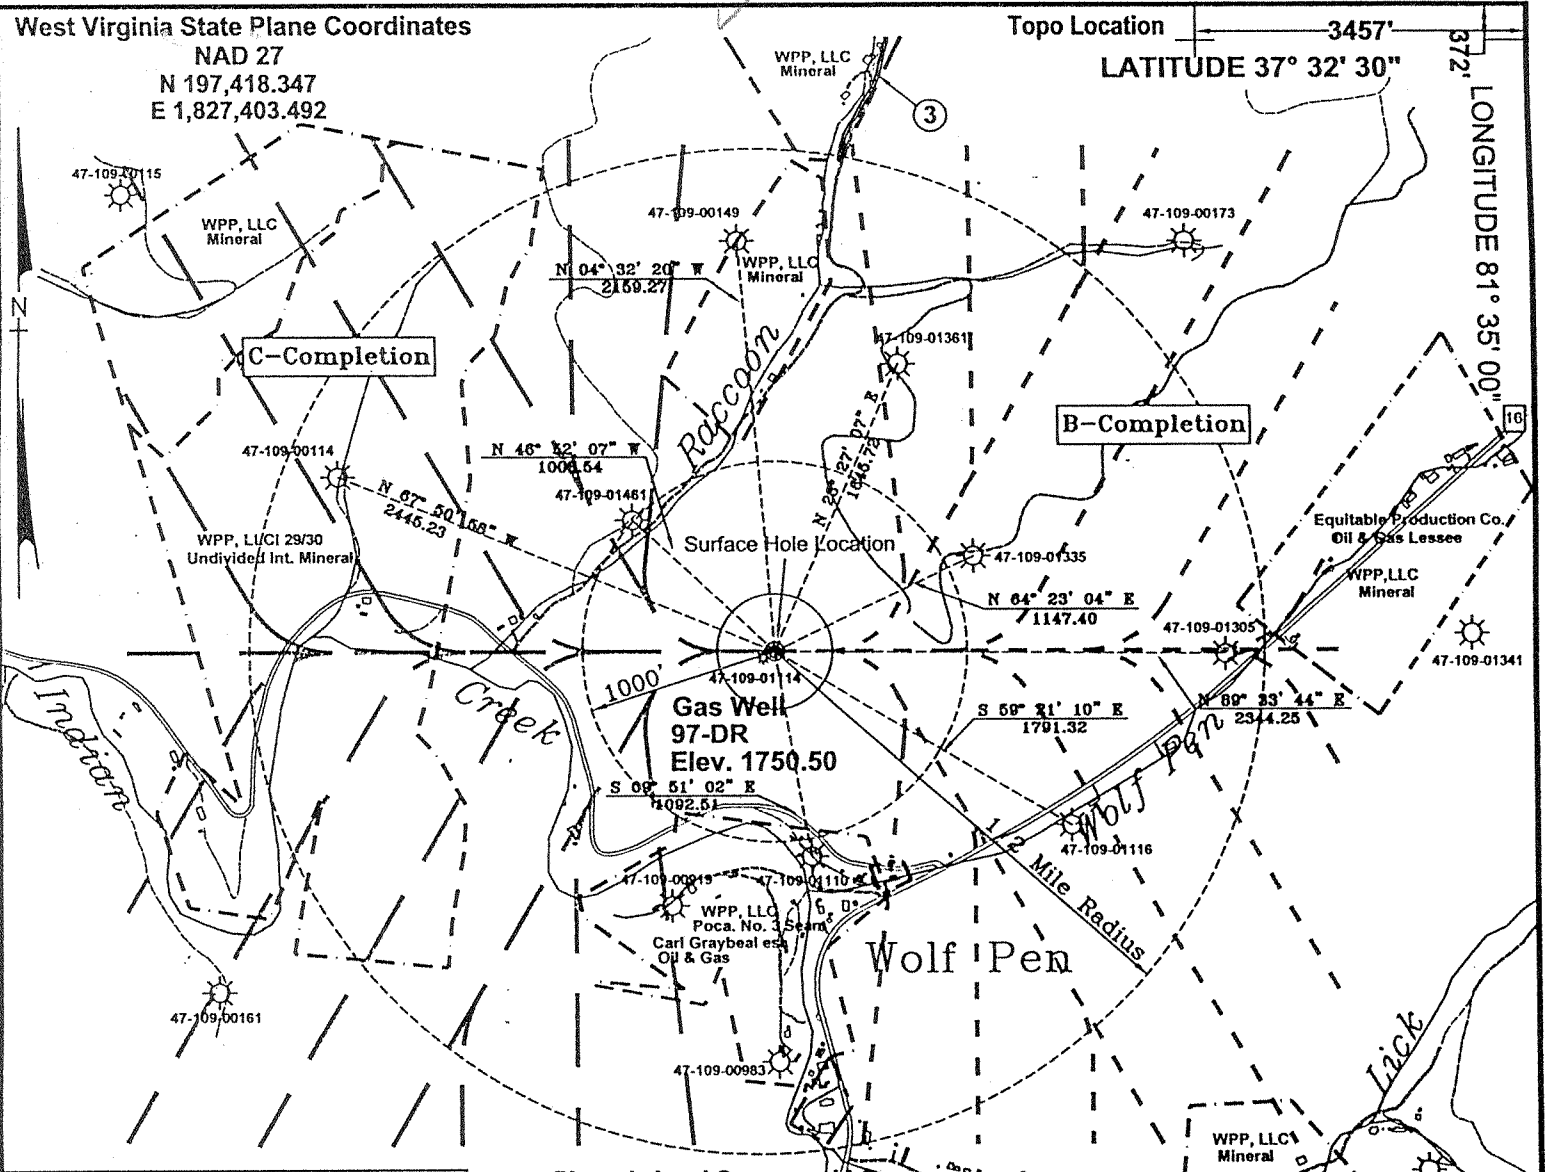 West Virginia State Plane Coordinates
NAD 27
N 197,418.347
E 1,827,403.492
Topo Location
3457'
372'
LATITUDE 37° 32' 30"
LONGITUDE 81° 35' 00"
WPP, LLC
Mineral
3
47-109-00115
WPP, LLC
Mineral
47-109-00149
47-109-00173
N 04° 32' 20" W
2159.27
WPP, LLC
Mineral
N
C-Completion
Raccoon
47-109-01361
N 26° 27' 07" E
B-Completion
16
47-109-00114
N 46° 52' 07" W
47-109-01461
N 67° 50' 58" W
2445.23
WPP, LLCI 29/30
Undivided Int. Mineral
Surface Hole Location
47-109-01335
Equitable Production Co.
Oil & Gas Lessee
WPP,LLC
Mineral
N 64° 23' 04" E
1147.40
47-109-01305
47-109-01341
47-109-01114
1000'
Gas Well
97-DR
Elev. 1750.50
Indian
Creek
S 59° 21' 10" E
1791.32
N 89° 33' 44" E
2344.25
Wolf Pen
S 09° 51' 02" E
1092.51
47-109-01116
1
2
Mile Radius
47-109-00919
47-109-01110
WPP, LLC
Poca. No. 3 Seam
Carl Graybeal
Oil & Gas
Wolf Pen
47-109-00161
47-109-00983
Lick
WPP, LLC
Mineral